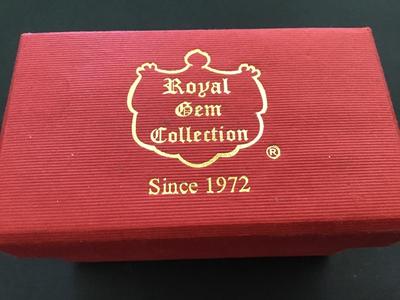 Royal
Gem
Collection
®
Since 1972